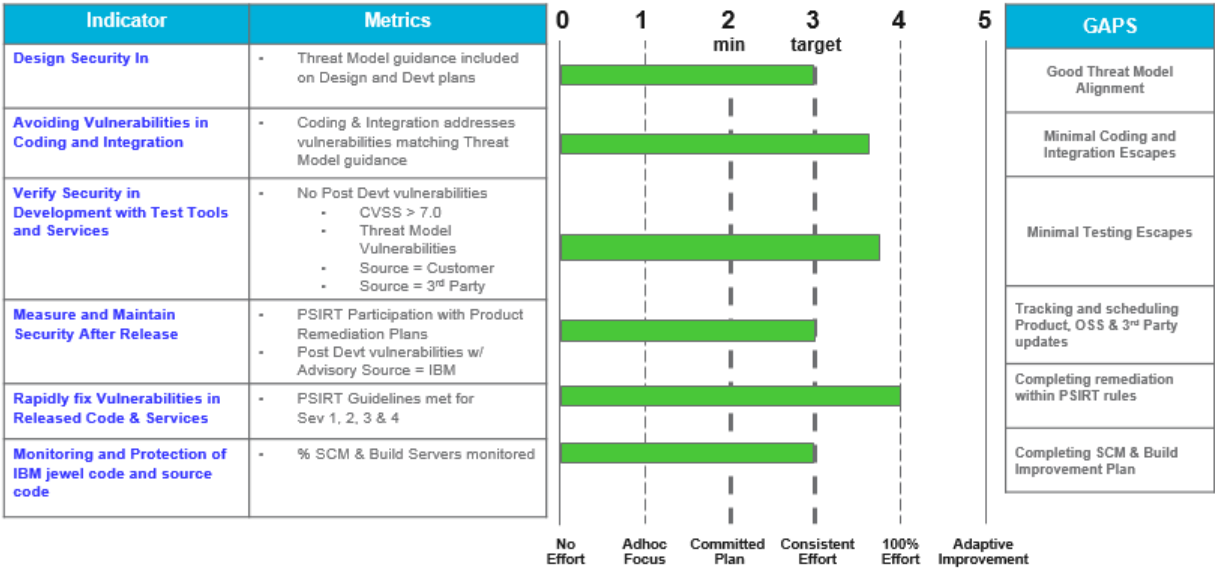 Indicator
Metrics
0
1
2
3
4
5
min
target
GAPS
Design Security In
- Threat Model guidance included
on Design and Devt plans
Good Threat Model
Alignment
Avoiding Vulnerabilities in
Coding and Integration
- Coding & Integration addresses
vulnerabilities matching Threat
Model guidance
Minimal Coding and
Integration Escapes
Verify Security in
Development with Test Tools
and Services
- No Post Devt vulnerabilities
- CVSS > 7.0
- Threat Model
Vulnerabilities
- Source = Customer
- Source = 3rd Party
Minimal Testing Escapes
Measure and Maintain
Security After Release
- PSIRT Participation with Product
Remediation Plans
- Post Devt vulnerabilities w/
Advisory Source = IBM
Tracking and scheduling
Product, OSS & 3rd Party
updates
Rapidly fix Vulnerabilities in
Released Code & Services
- PSIRT Guidelines met for
Sev 1, 2, 3 & 4
Completing remediation
within PSIRT rules
Monitoring and Protection of
IBM jewel code and source
code
- % SCM & Build Servers monitored
Completing SCM & Build
Improvement Plan
No
Effort
Adhoc
Focus
Committed
Plan
Consistent
Effort
100%
Effort
Adaptive
Improvement